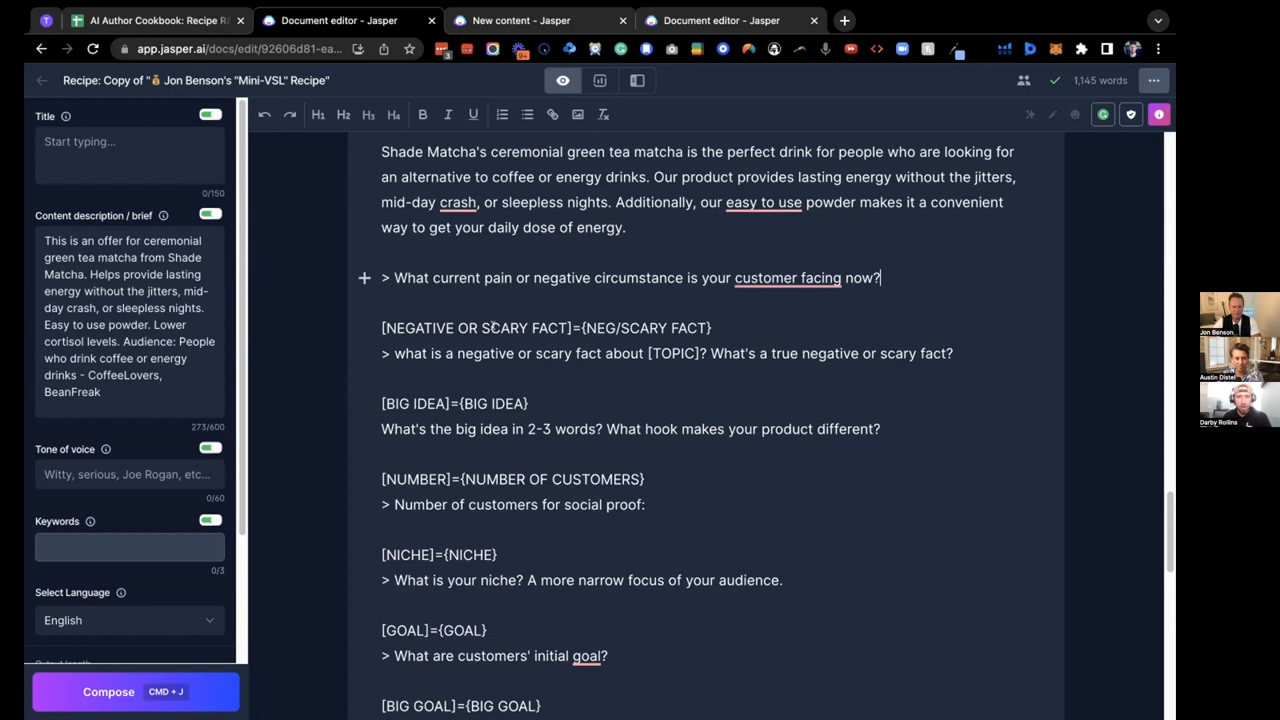 AI Author Cookbook: Recipe R
Document editor - Jasper
New content - Jasper
Document editor - Jasper
app.jasper.ai/docs/edit/92606d81-ea...
Recipe: Copy of "💰 Jon Benson's "Mini-VSL" Recipe"
1,145 words
H1 H2 H3 H4 B I U
Title
Start typing...
0/150
Content description / brief
This is an offer for ceremonial
green tea matcha from Shade
Matcha. Helps provide lasting
energy without the jitters, mid-
day crash, or sleepless nights.
Easy to use powder. Lower
cortisol levels. Audience: People
who drink coffee or energy
drinks - CoffeeLovers,
BeanFreak
273/600
Tone of voice
Witty, serious, Joe Rogan, etc...
0/60
Keywords
0/3
Select Language
English
Compose CMD + J
Shade Matcha's ceremonial green tea matcha is the perfect drink for people who are looking for
an alternative to coffee or energy drinks. Our product provides lasting energy without the jitters,
mid-day crash, or sleepless nights. Additionally, our easy to use powder makes it a convenient
way to get your daily dose of energy.
> What current pain or negative circumstance is your customer facing now?
[NEGATIVE OR SCARY FACT]={NEG/SCARY FACT}
> what is a negative or scary fact about [TOPIC]? What's a true negative or scary fact?
[BIG IDEA]={BIG IDEA}
What's the big idea in 2-3 words? What hook makes your product different?
[NUMBER]={NUMBER OF CUSTOMERS}
> Number of customers for social proof:
[NICHE]={NICHE}
> What is your niche? A more narrow focus of your audience.
[GOAL]={GOAL}
> What are customers' initial goal?
[BIG GOAL]={BIG GOAL}
Jon Benson
Austin Distel
Darby Rollins